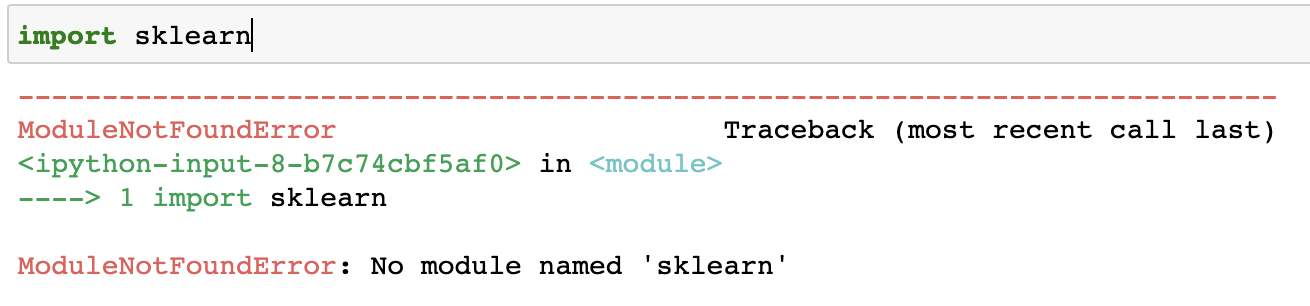 import sklearn
---------------------------------------------------------------------------
ModuleNotFoundError                       Traceback (most recent call last)
<ipython-input-8-b7c74cbf5af0> in <module>
----> 1 import sklearn
ModuleNotFoundError: No module named 'sklearn'